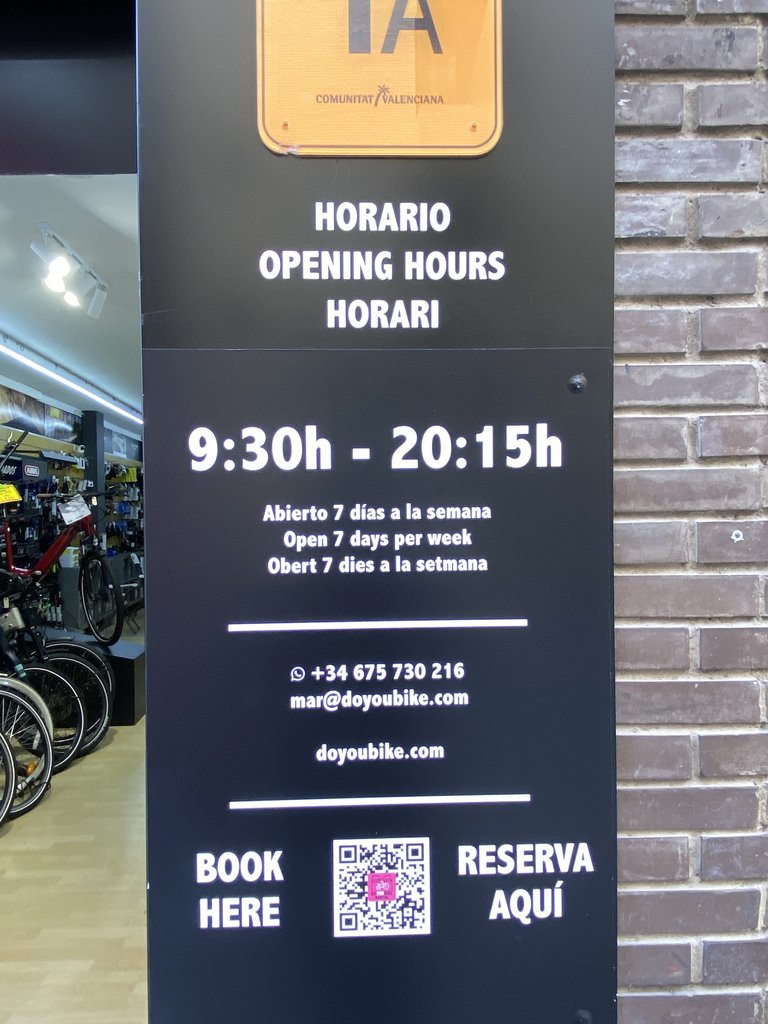 TA
COMUNITAT VALENCIANA
HORARIO
OPENING HOURS
HORARI
9:30h - 20:15h
Abierto 7 días a la semana
Open 7 days per week
Obert 7 dies a la setmana
+34 675 730 216
mar@doyoubike.com
doyoubike.com
BOOK
HERE
RESERVA
AQUÍ
ABUS